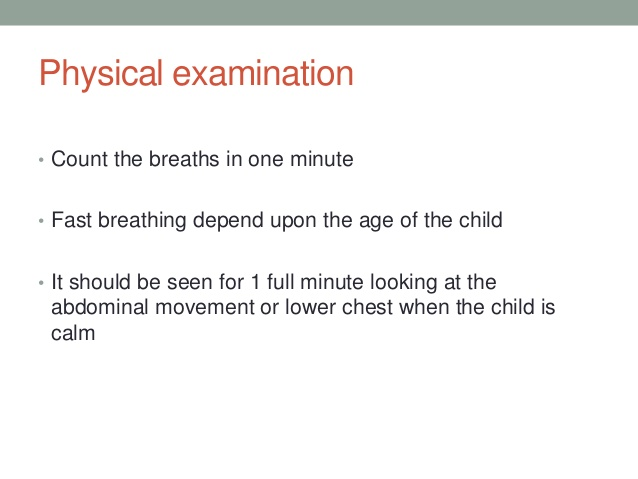 Physical examination
• Count the breaths in one minute
• Fast breathing depend upon the age of the child
• It should be seen for 1 full minute looking at the
abdominal movement or lower chest when the child is
calm